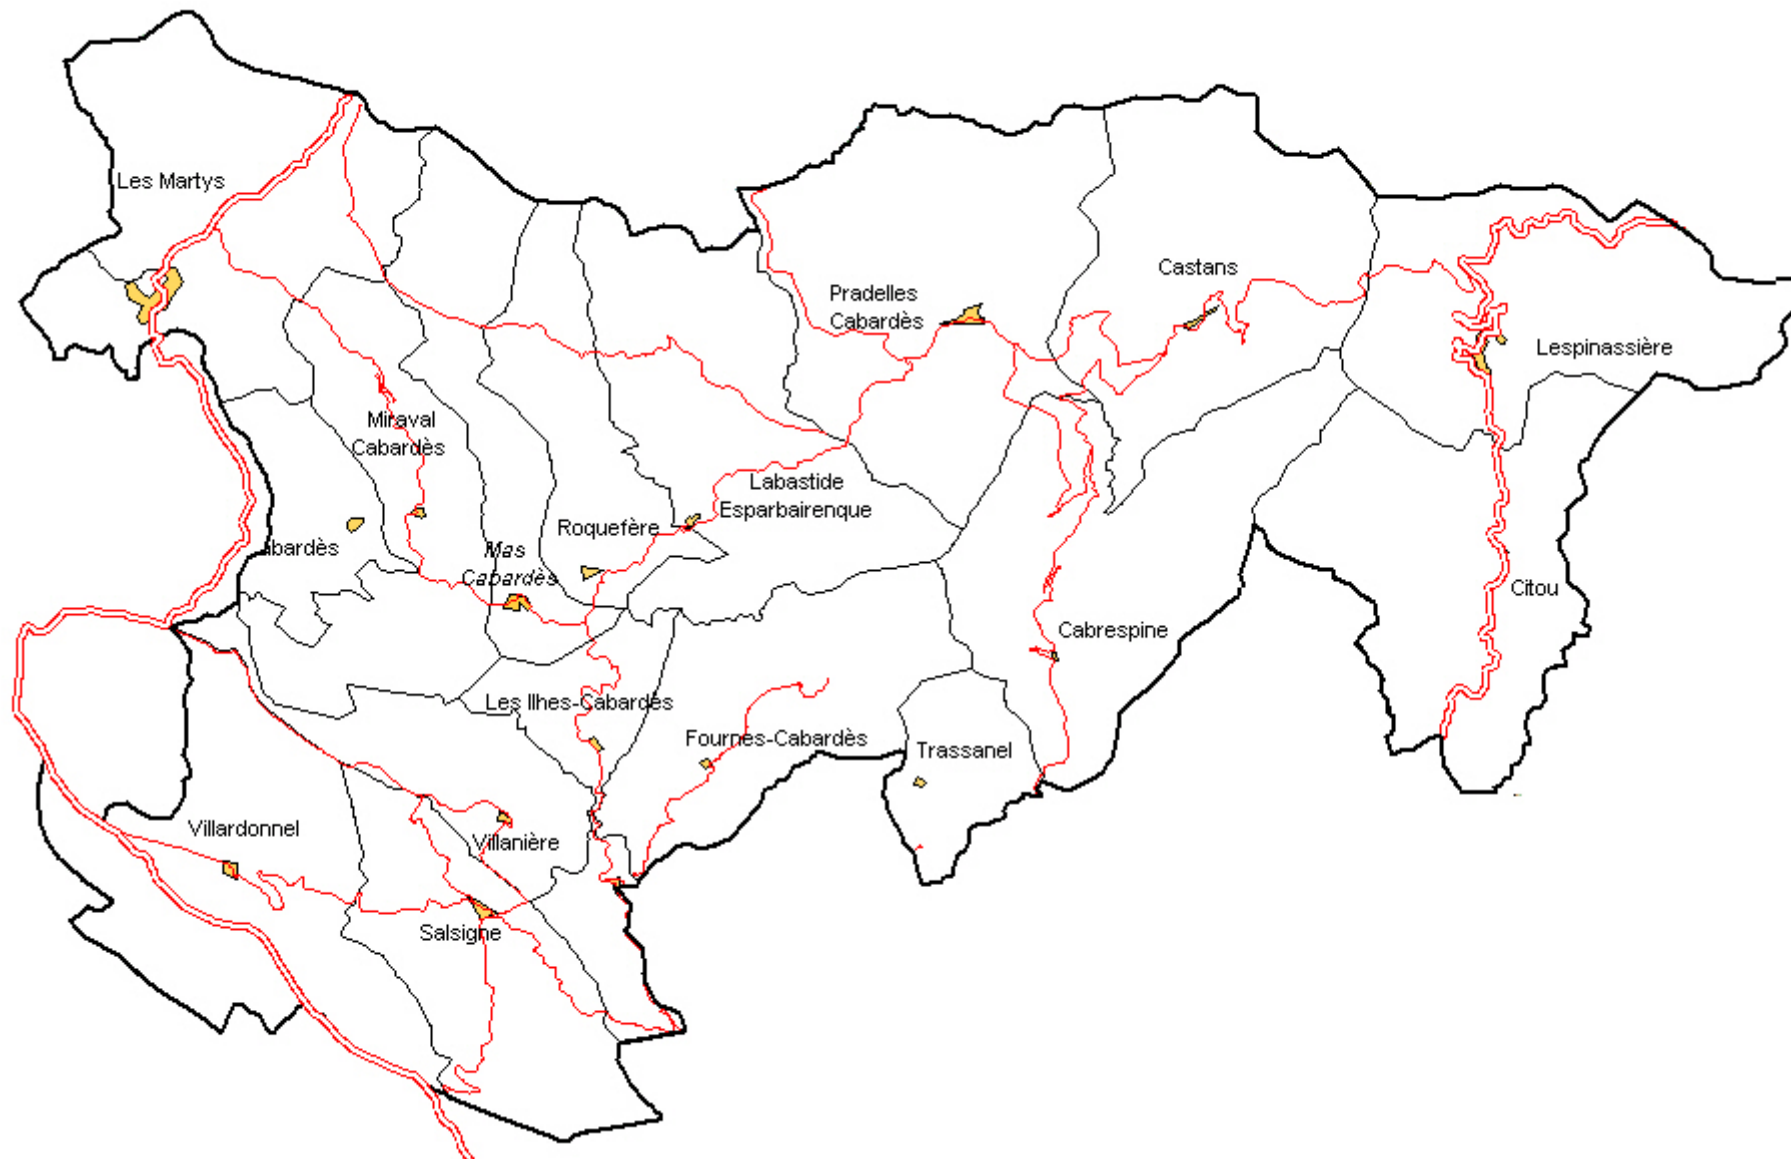 Les Martys
Castans
Pradelles
Cabardès
Lespinassière
Miraval
Cabardès
Labastide
Esparbairenque
Roquefère
abardès
Mas
Cabardès
Citou
Cabrespine
Les Ilhes-Cabardès
Fournes-Cabardès
Trassanel
Villardonnel
Villanière
Salsigne